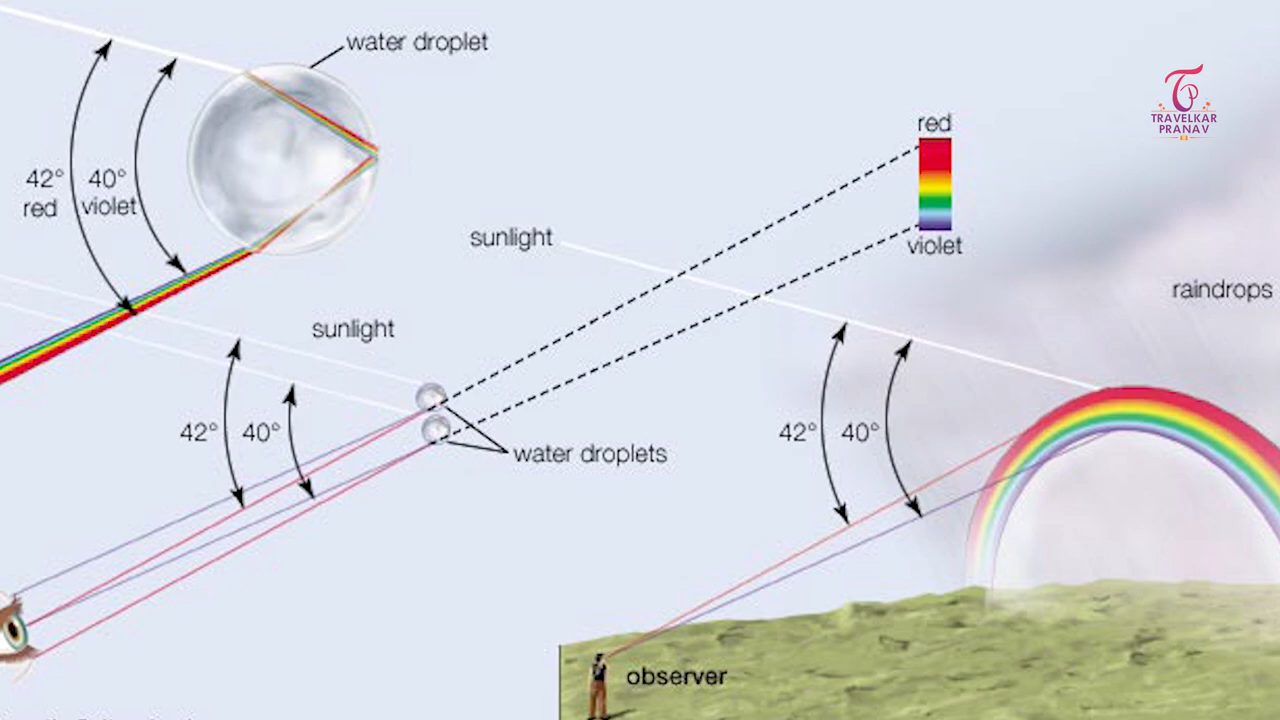 water droplet
TRAVELKAR
PRANAV
red
42°
red
40°
violet
sunlight
violet
raindrops
sunlight
42°
40°
42°
40°
water droplets
observer